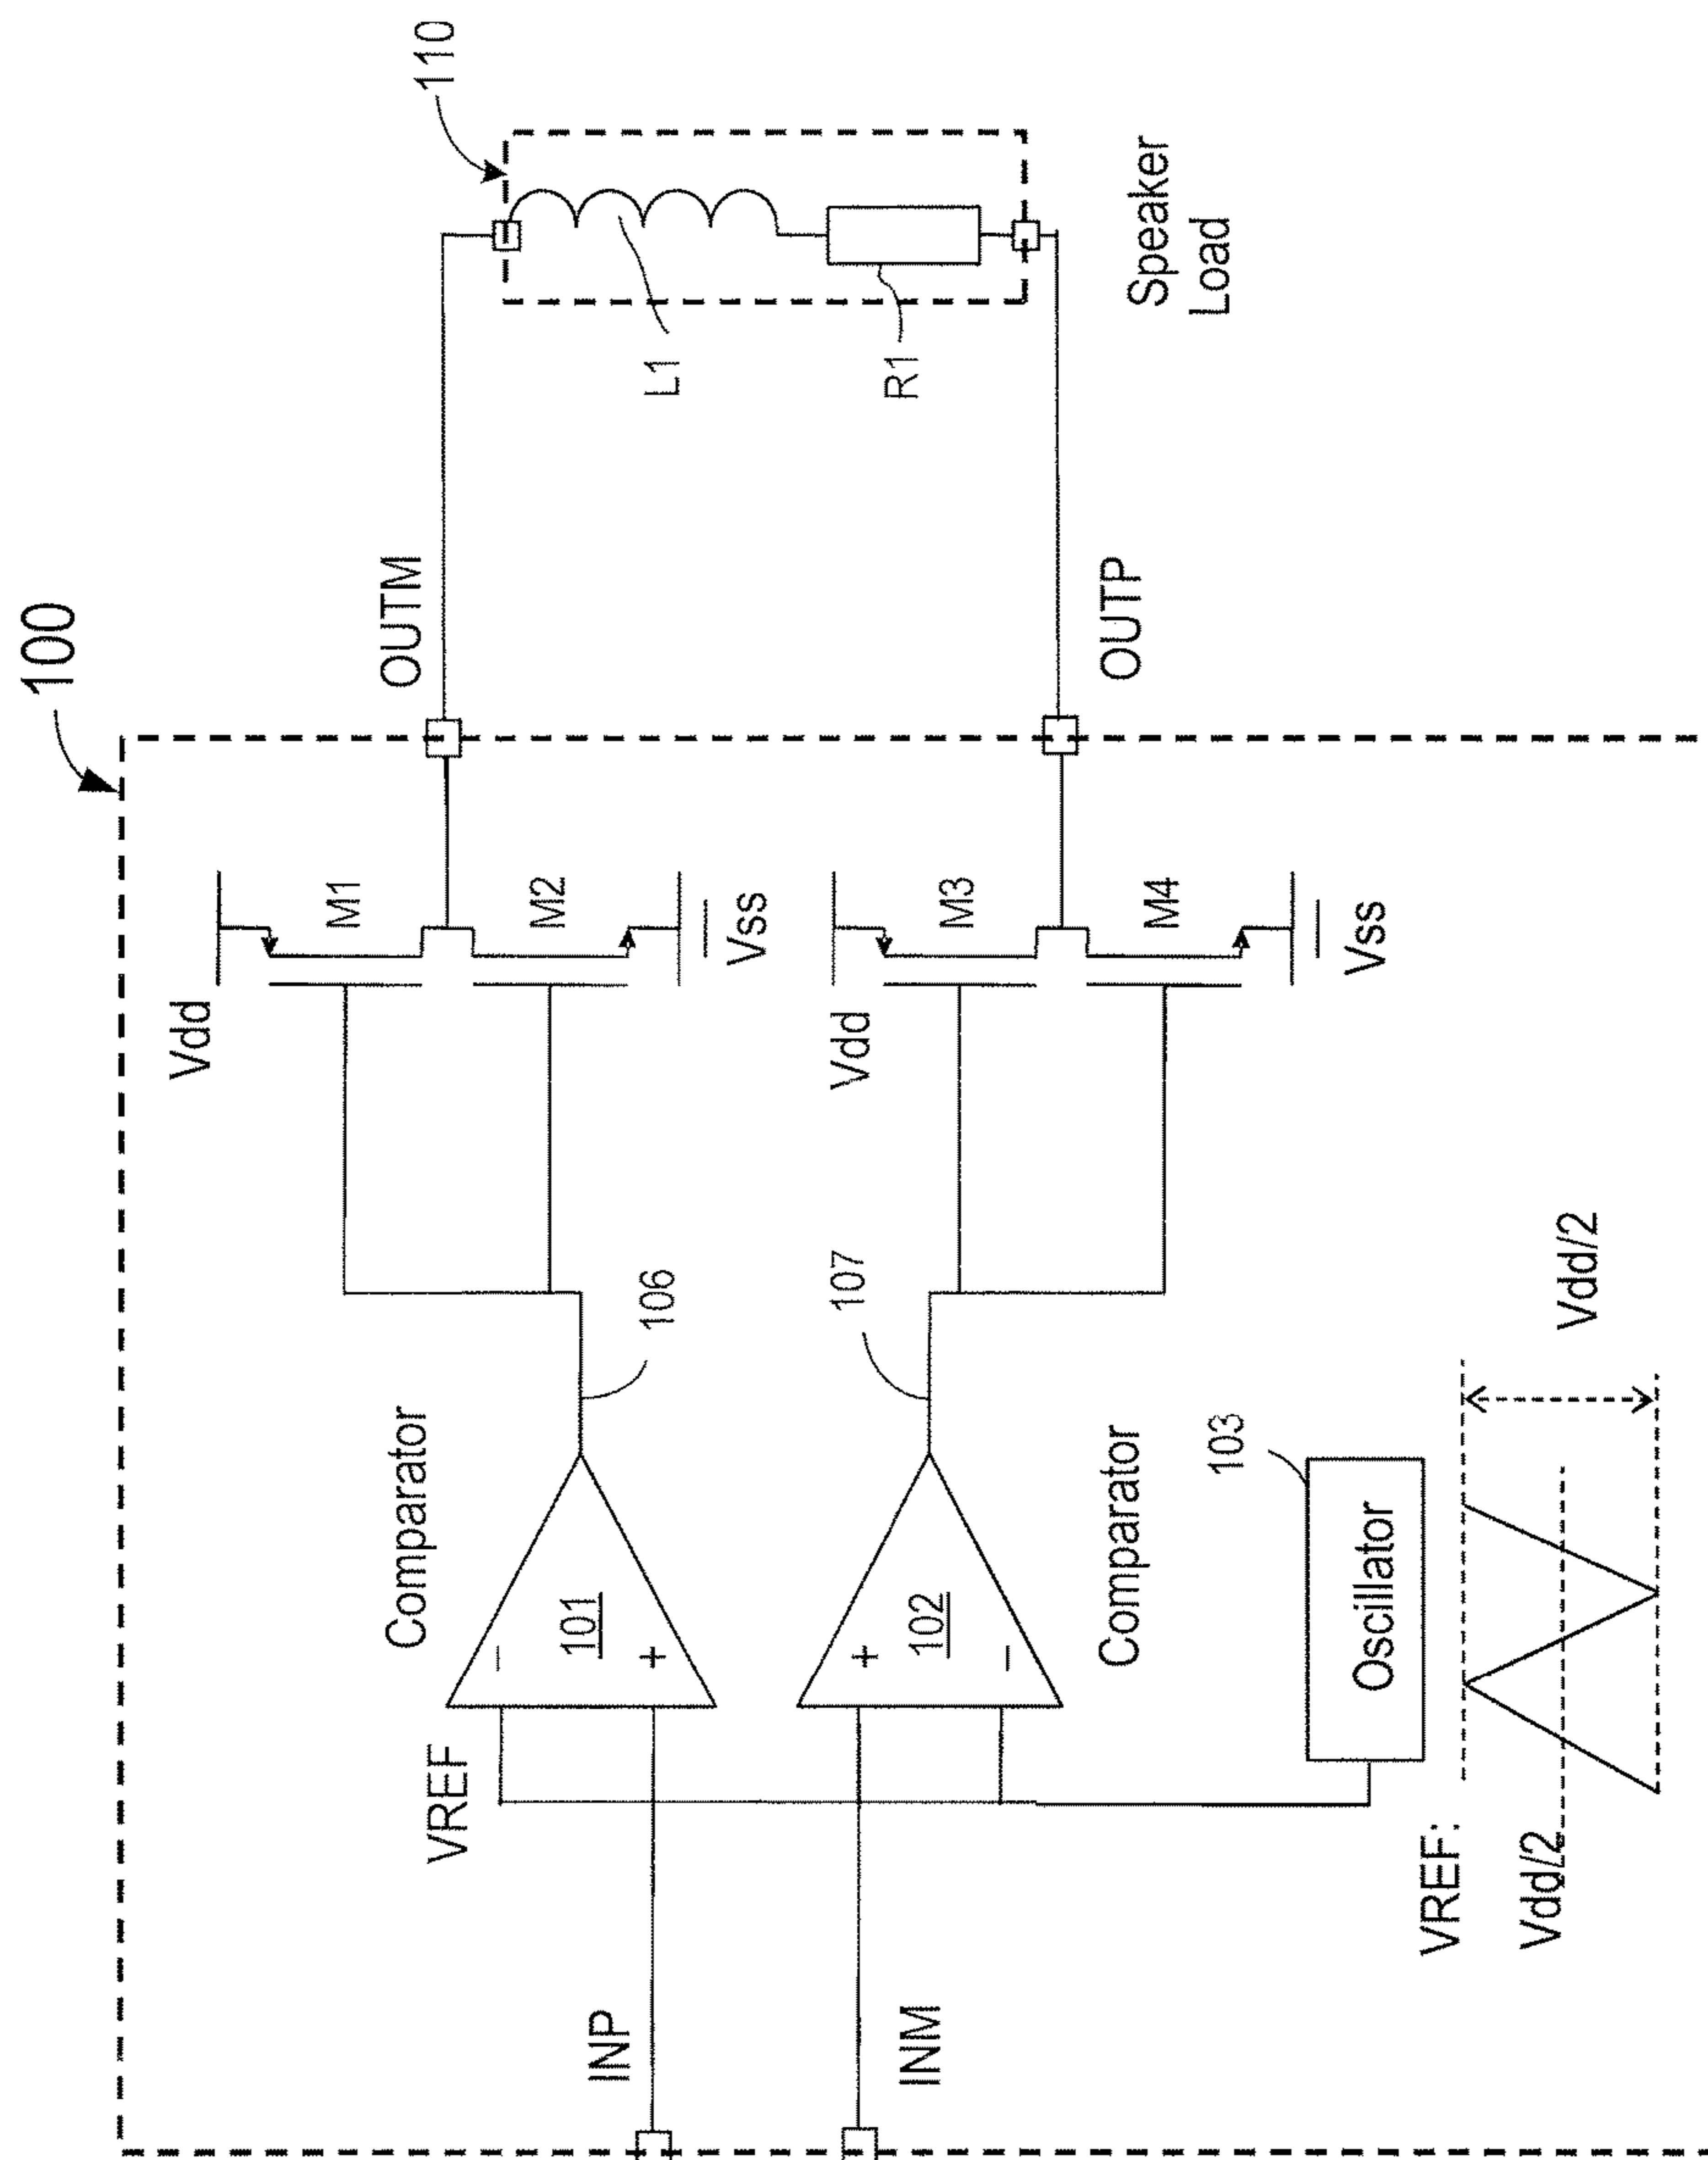 100
110
Vdd
M1
M2
Vss
OUTM
L1
R1
Speaker
Load
Comparator
VREF
−
101
+
106
INP
INM
+
102
−
107
Comparator
Vdd
M3
M4
Vss
OUTP
103
Oscillator
VREF:
Vdd/2
Vdd/2